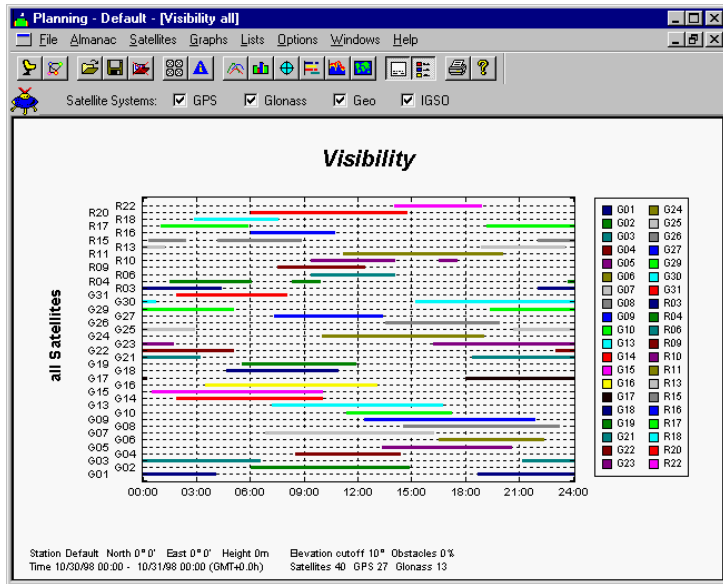 Planning - Default - [Visibility all]
File Almanac Satellites Graphs Lists Options Windows Help
Satellite Systems: GPS Glonass Geo IGSO
Visibility
all Satellites
R22
R20
R18
R17
R16
R15
R13
R11
R10
R09
R06
R04
R03
G31
G30
G29
G27
G26
G25
G24
G23
G22
G21
G19
G18
G17
G16
G15
G14
G13
G10
G09
G08
G07
G06
G05
G04
G03
G02
G01
00:00 03:00 06:00 09:00 12:00 15:00 18:00 21:00 24:00
G01 G24
G02 G25
G03 G26
G04 G27
G05 G29
G06 G30
G07 G31
G08 R03
G09 R04
G10 R06
G13 R09
G14 R10
G15 R11
G16 R13
G17 R15
G18 R16
G19 R17
G21 R18
G22 R20
G23 R22
Station Default North 0° 0' East 0° 0' Height 0m Elevation cutoff 10° Obstacles 0%
Time 10/30/98 00:00 - 10/31/98 00:00 (GMT+0.0h) Satellites 40 GPS 27 Glonass 13